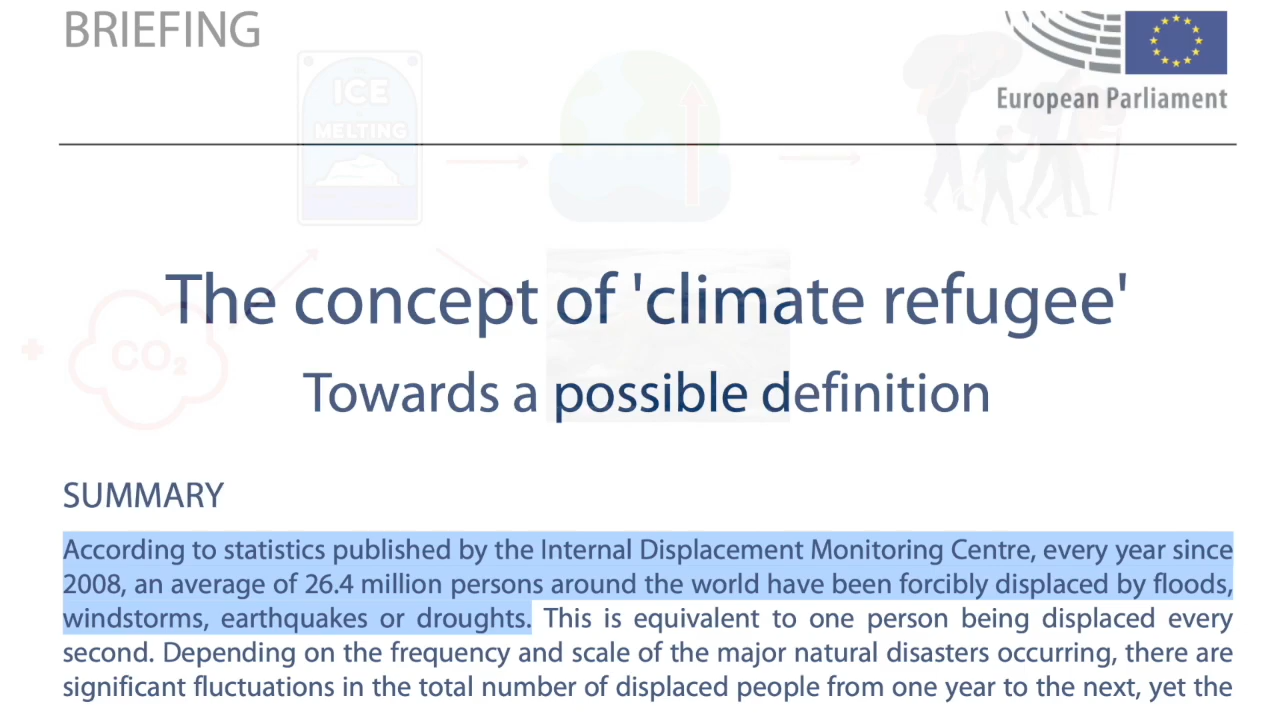 BRIEFING
European Parliament
ICE
MELTING
The concept of 'climate refugee'
CO₂
Towards a possible definition
SUMMARY
According to statistics published by the Internal Displacement Monitoring Centre, every year since
2008, an average of 26.4 million persons around the world have been forcibly displaced by floods,
windstorms, earthquakes or droughts. This is equivalent to one person being displaced every
second. Depending on the frequency and scale of the major natural disasters occurring, there are
significant fluctuations in the total number of displaced people from one year to the next, yet the